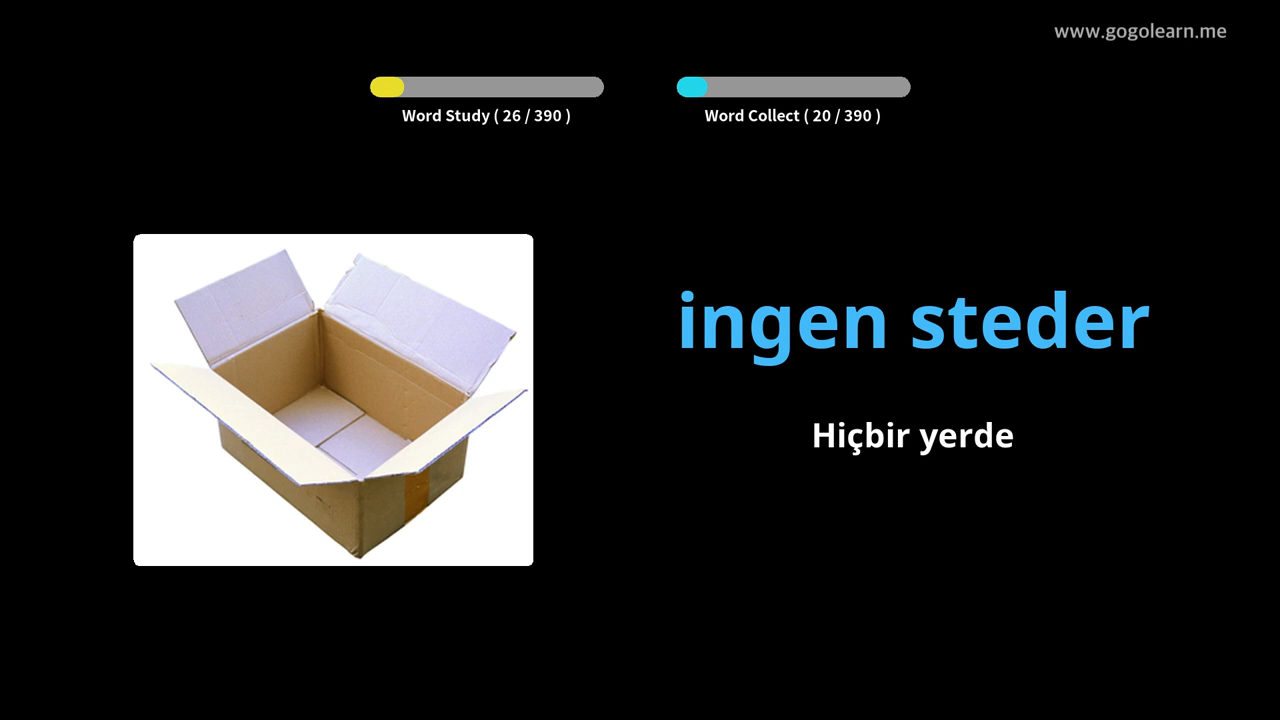 www.gogolearn.me
Word Study ( 26 / 390 )
Word Collect ( 20 / 390 )
ingen steder
Hiçbir yerde